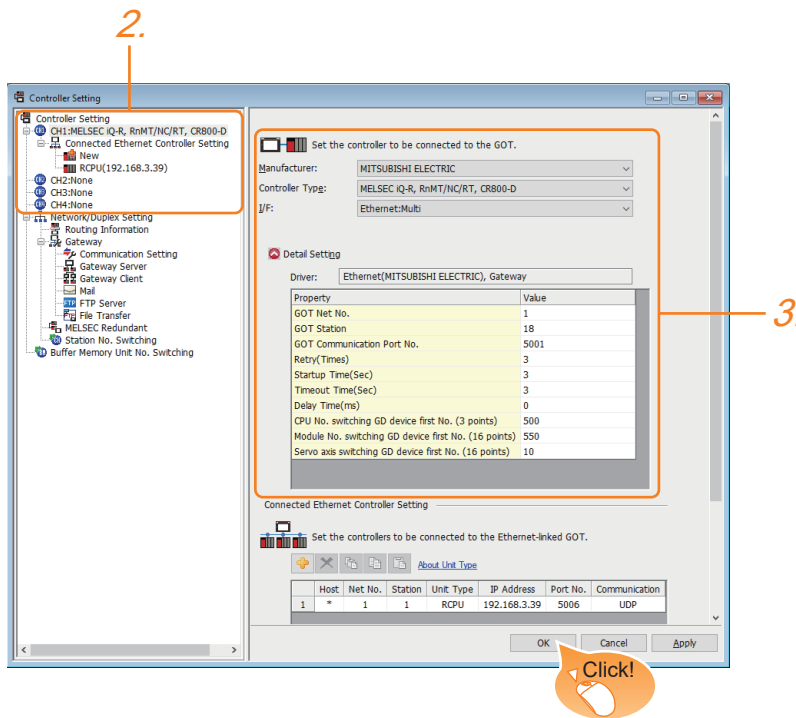 2.
Controller Setting
Controller Setting
CH1:MELSEC iQ-R, RnMT/NC/RT, CR800-D
Connected Ethernet Controller Setting
New
RCPU(192.168.3.39)
CH2:None
CH3:None
CH4:None
Network/Duplex Setting
Routing Information
Gateway
Communication Setting
Gateway Server
Gateway Client
Mail
FTP Server
File Transfer
MELSEC Redundant
Station No. Switching
Buffer Memory Unit No. Switching
Set the controller to be connected to the GOT.
Manufacturer: MITSUBISHI ELECTRIC
Controller Type: MELSEC iQ-R, RnMT/NC/RT, CR800-D
I/F: Ethernet:Multi
Detail Setting
Driver: Ethernet(MITSUBISHI ELECTRIC), Gateway
Property Value
GOT Net No. 1
GOT Station 18
GOT Communication Port No. 5001
Retry(Times) 3
Startup Time(Sec) 3
Timeout Time(Sec) 3
Delay Time(ms) 0
CPU No. switching GD device first No. (3 points) 500
Module No. switching GD device first No. (16 points) 550
Servo axis switching GD device first No. (16 points) 10
3.
Connected Ethernet Controller Setting
Set the controllers to be connected to the Ethernet-linked GOT.
About Unit Type
Host Net No. Station Unit Type IP Address Port No. Communication
1 * 1 1 RCPU 192.168.3.39 5006 UDP
OK Cancel Apply
Click!